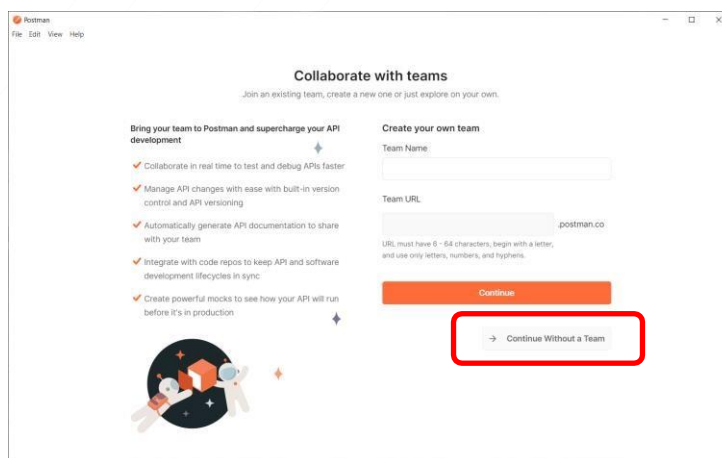 Postman
File Edit View Help
Collaborate with teams
Join an existing team, create a new one or just explore on your own.
Bring your team to Postman and supercharge your API
development
Collaborate in real time to test and debug APIs faster
Manage API changes with ease with built-in version
control and API versioning
Automatically generate API documentation to share
with your team
Integrate with code repos to keep API and software
development lifecycles in sync
Create powerful mocks to see how your API will run
before it's in production
Create your own team
Team Name
Team URL
.postman.co
URL must have 6 - 64 characters, begin with a letter,
and use only letters, numbers, and hyphens.
Continue
→ Continue Without a Team